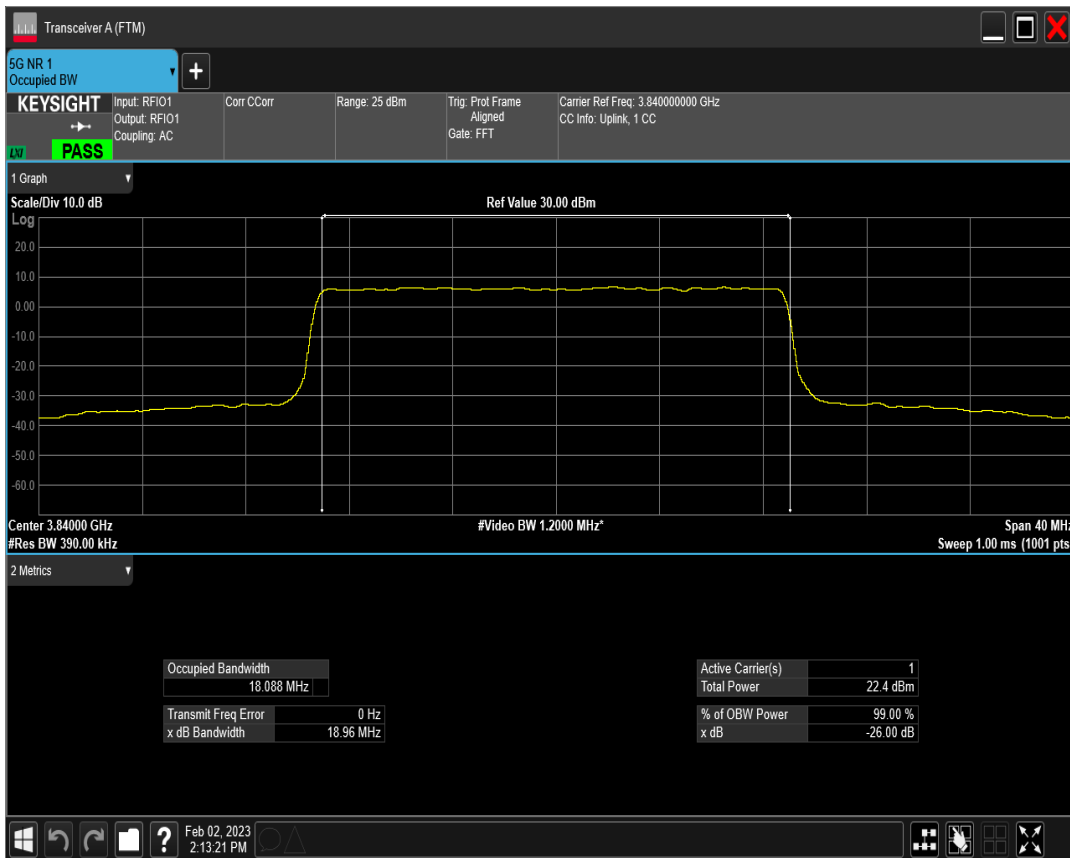 Transceiver A (FTM)
5G NR 1
Occupied BW
+
KEYSIGHT
LXI
PASS
Input: RFIO1
Output: RFIO1
Coupling: AC
Corr CCorr
Range: 25 dBm
Trig: Prot Frame
Aligned
Gate: FFT
Carrier Ref Freq: 3.840000000 GHz
CC Info: Uplink, 1 CC
1 Graph
Scale/Div 10.0 dB
Ref Value 30.00 dBm
Log
20.0
10.0
0.00
-10.0
-20.0
-30.0
-40.0
-50.0
-60.0
Center 3.84000 GHz
#Video BW 1.2000 MHz*
Span 40 MHz
#Res BW 390.00 kHz
Sweep 1.00 ms (1001 pts
2 Metrics
Occupied Bandwidth
18.088 MHz
Transmit Freq Error 0 Hz
x dB Bandwidth 18.96 MHz
Active Carrier(s) 1
Total Power 22.4 dBm
% of OBW Power 99.00 %
x dB -26.00 dB
?
Feb 02, 2023
2:13:21 PM